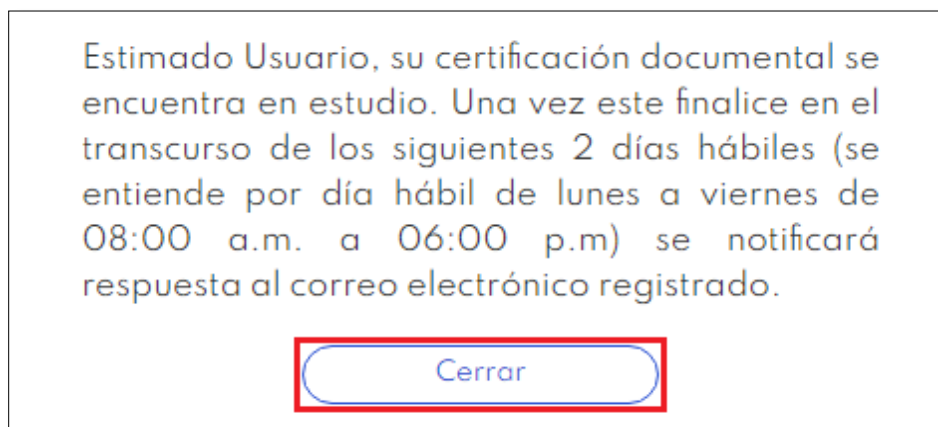 Estimado Usuario, su certificación documental se
encuentra en estudio. Una vez este finalice en el
transcurso de los siguientes 2 días hábiles (se
entiende por día hábil de lunes a viernes de
08:00 a.m. a 06:00 p.m) se notificará
respuesta al correo electrónico registrado.
Cerrar